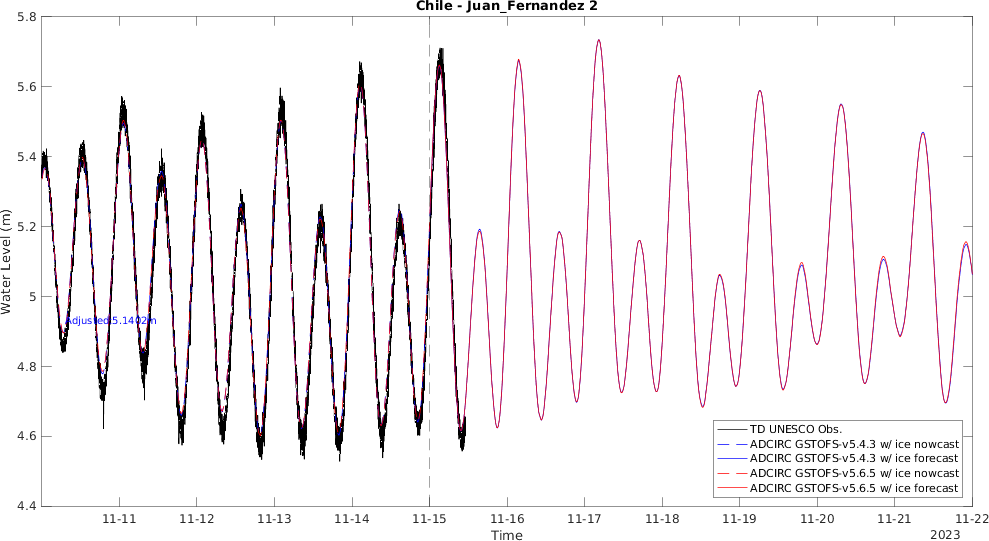 Chile - Juan_Fernandez 2
5.8
5.6
5.4
5.2
5
4.8
4.6
4.4
Water Level (m)
Adjusted 5.1402m
TD UNESCO Obs.
ADCIRC GSTOFS-v5.4.3 w/ ice nowcast
ADCIRC GSTOFS-v5.4.3 w/ ice forecast
ADCIRC GSTOFS-v5.6.5 w/ ice nowcast
ADCIRC GSTOFS-v5.6.5 w/ ice forecast
11-11 11-12 11-13 11-14 11-15 11-16 11-17 11-18 11-19 11-20 11-21 11-22
Time
2023